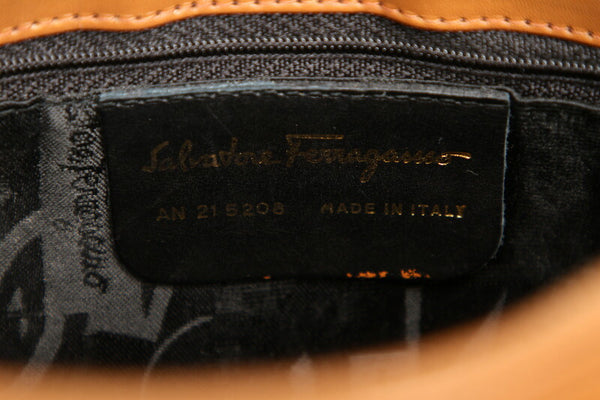 Salvatore Ferragamo
AN 21 5208 MADE IN ITALY